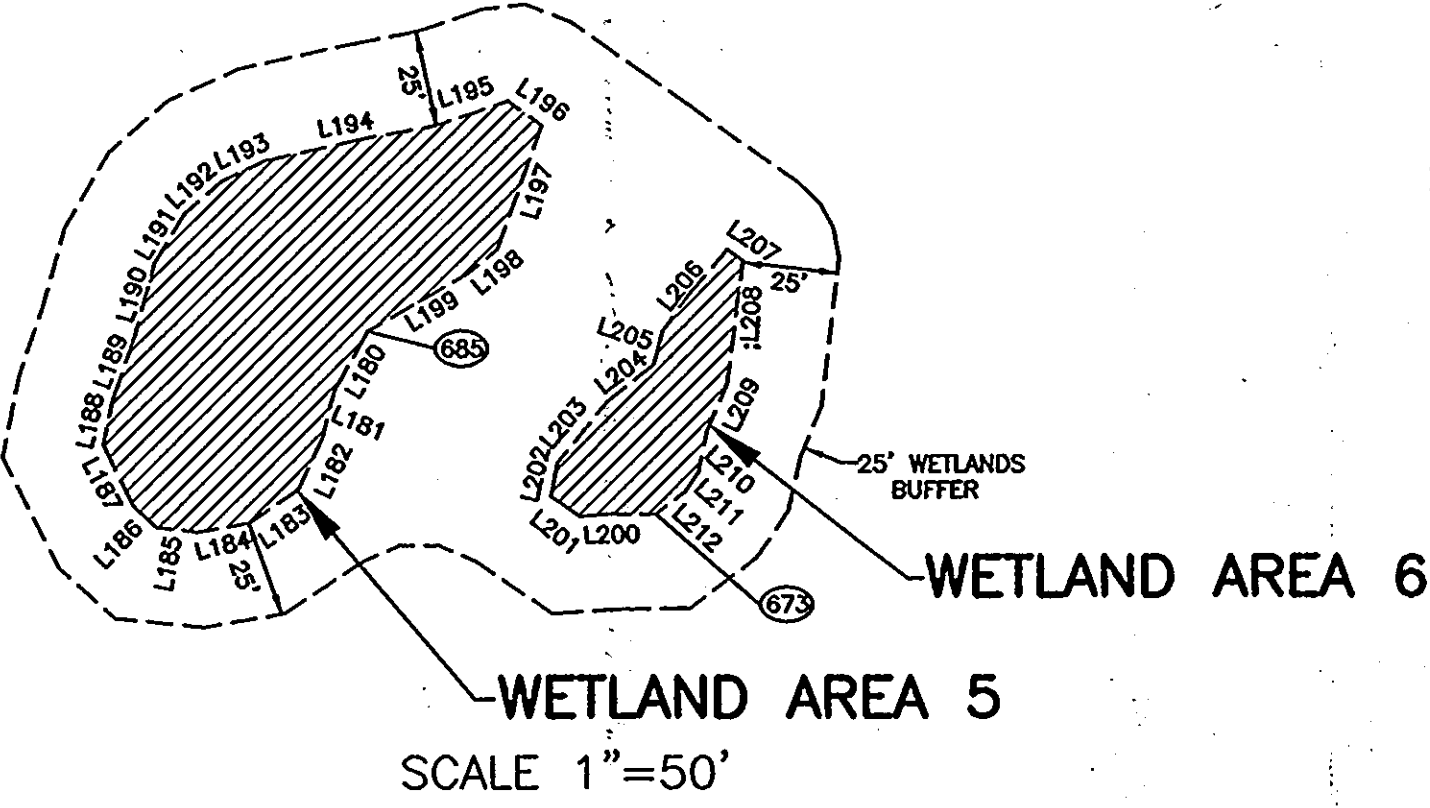 25'
L195
L196
L194
L193
L192
L191
L190
L189
L188
L187
L186
L185
L184
L183
25'
L182
L181
L180
L199
L198
L197
685
L207
25'
L206
L208
L205
L204
L209
L203
L202
L201
L200
L210
L211
L212
673
25' WETLANDS
BUFFER
WETLAND AREA 6
WETLAND AREA 5
SCALE 1"=50'